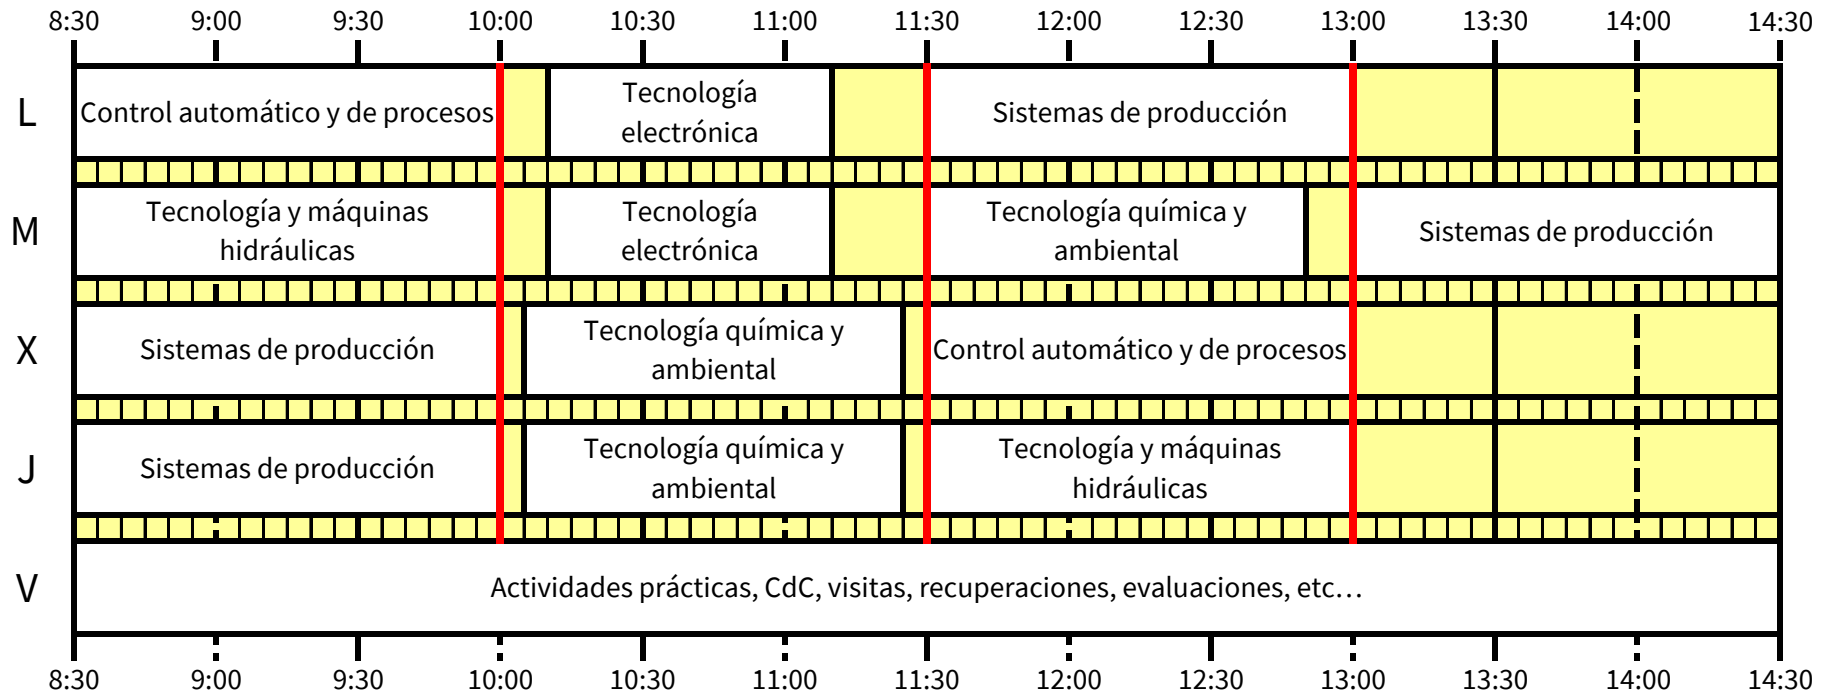 8:30 9:00 9:30 10:00 10:30 11:00 11:30 12:00 12:30 13:00 13:30 14:00 14:30
L
Control automático y de procesos
Tecnología
electrónica
Sistemas de producción
M
Tecnología y máquinas
hidráulicas
Tecnología
electrónica
Tecnología química y
ambiental
Sistemas de producción
X
Sistemas de producción
Tecnología química y
ambiental
Control automático y de procesos
J
Sistemas de producción
Tecnología química y
ambiental
Tecnología y máquinas
hidráulicas
V
Actividades prácticas, CdC, visitas, recuperaciones, evaluaciones, etc…
8:30 9:00 9:30 10:00 10:30 11:00 11:30 12:00 12:30 13:00 13:30 14:00 14:30